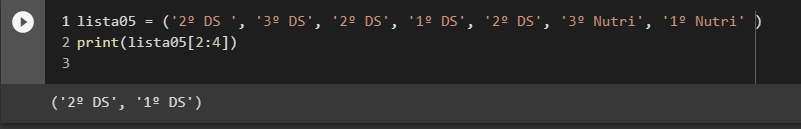 1 lista05 = ('2º DS ', '3º DS', '2º DS', '1º DS', '2º DS', '3º Nutri', '1º Nutri' )
2 print(lista05[2:4])
3
('2º DS', '1º DS')